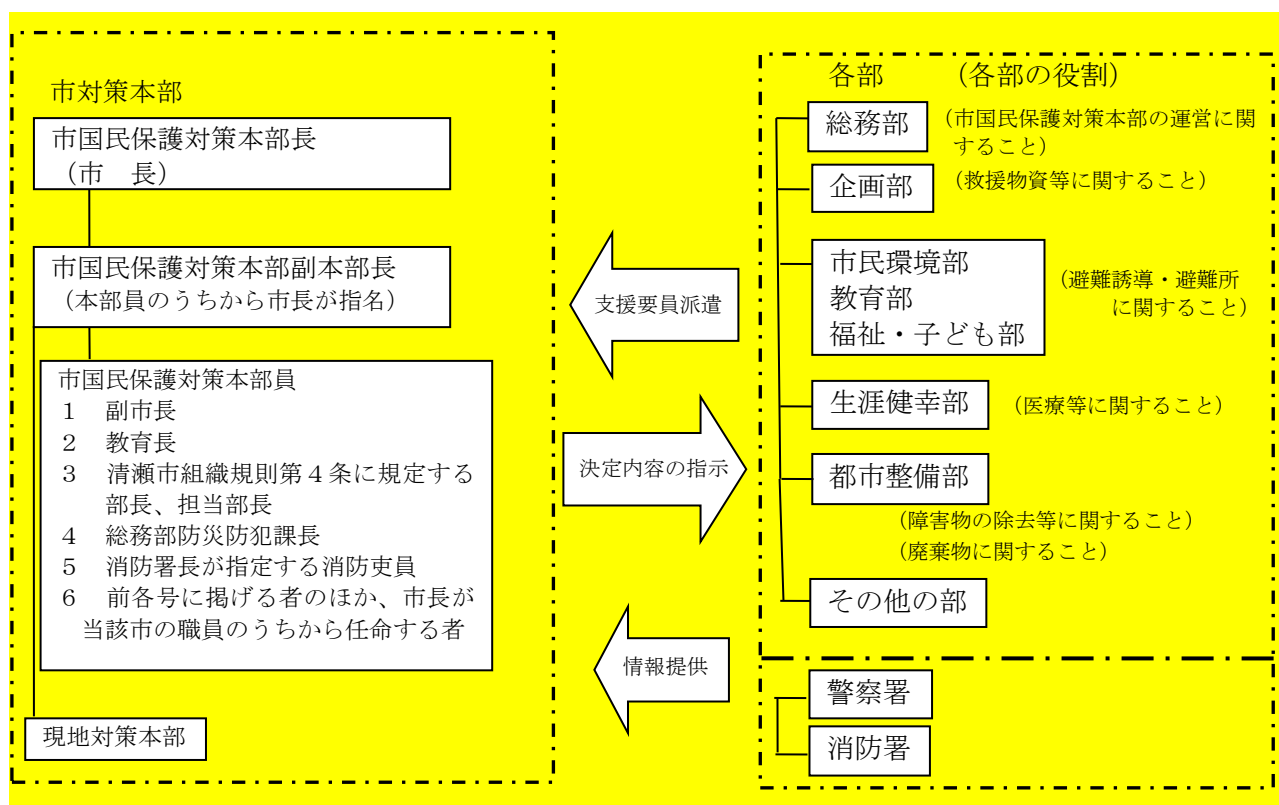 市対策本部
市国民保護対策本部長
（市　長）
市国民保護対策本部副本部長
（本部員のうちから市長が指名）
市国民保護対策本部員
１　副市長
２　教育長
３　清瀬市組織規則第４条に規定する
部長、担当部長
４　総務部防災防犯課長
５　消防署長が指定する消防吏員
６　前各号に掲げる者のほか、市長が
当該市の職員のうちから任命する者
現地対策本部
支援要員派遣
決定内容の指示
情報提供
各部　（各部の役割）
総務部
（市国民保護対策本部の運営に関
すること）
企画部
（救援物資等に関すること）
市民環境部
教育部
福祉・子ども部
（避難誘導・避難所
に関すること）
生涯健幸部
（医療等に関すること）
都市整備部
（障害物の除去等に関すること）
（廃棄物に関すること）
その他の部
警察署
消防署